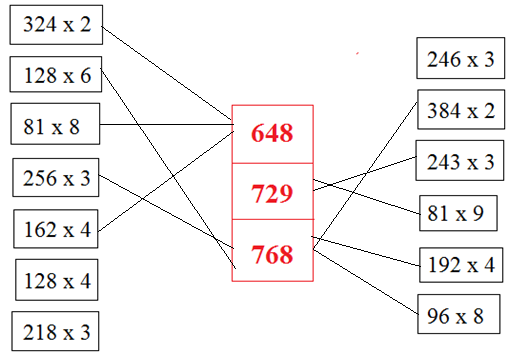 324 x 2
128 x 6
81 x 8
256 x 3
162 x 4
128 x 4
218 x 3
648
729
768
246 x 3
384 x 2
243 x 3
81 x 9
192 x 4
96 x 8